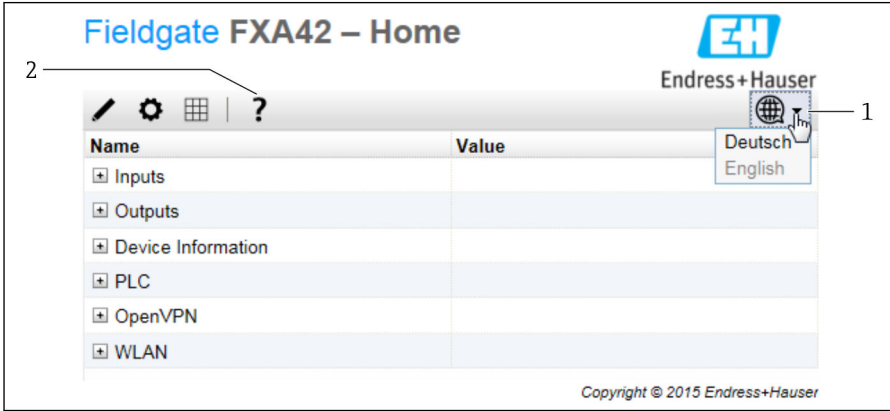 Fieldgate FXA42 – Home
EH
Endress+Hauser
2
?
1
Name Value
Deutsch
English
Inputs
Outputs
Device Information
PLC
OpenVPN
WLAN
Copyright © 2015 Endress+Hauser